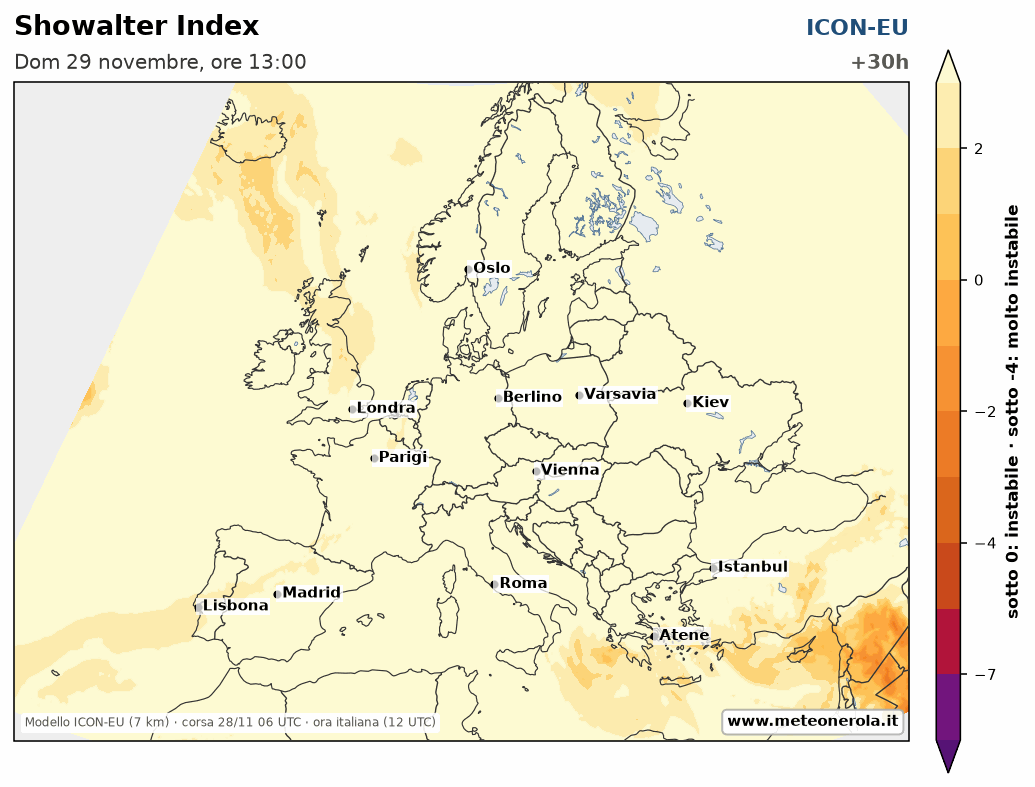 Showalter Index
ICON-EU
Dom 29 novembre, ore 13:00
+30h
Oslo
Berlino
Varsavia
Kiev
Londra
Parigi
Vienna
Istanbul
Roma
Madrid
Lisbona
Atene
Modello ICON-EU (7 km) · corsa 28/11 06 UTC · ora italiana (12 UTC)
www.meteonerola.it
2
0
−2
−4
−7
sotto 0: instabile · sotto -4: molto instabile